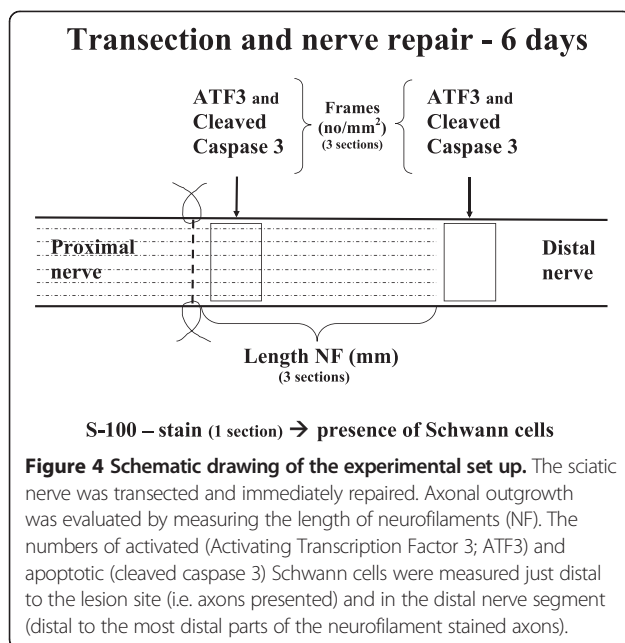 Transection and nerve repair - 6 days
ATF3 and
Cleaved
Caspase 3
Frames
(no/mm²)
(3 sections)
ATF3 and
Cleaved
Caspase 3
Proximal
nerve
Distal
nerve
Length NF (mm)
(3 sections)
S-100 – stain (1 section) → presence of Schwann cells
Figure 4 Schematic drawing of the experimental set up. The sciatic
nerve was transected and immediately repaired. Axonal outgrowth
was evaluated by measuring the length of neurofilaments (NF). The
numbers of activated (Activating Transcription Factor 3; ATF3) and
apoptotic (cleaved caspase 3) Schwann cells were measured just distal
to the lesion site (i.e. axons presented) and in the distal nerve segment
(distal to the most distal parts of the neurofilament stained axons).